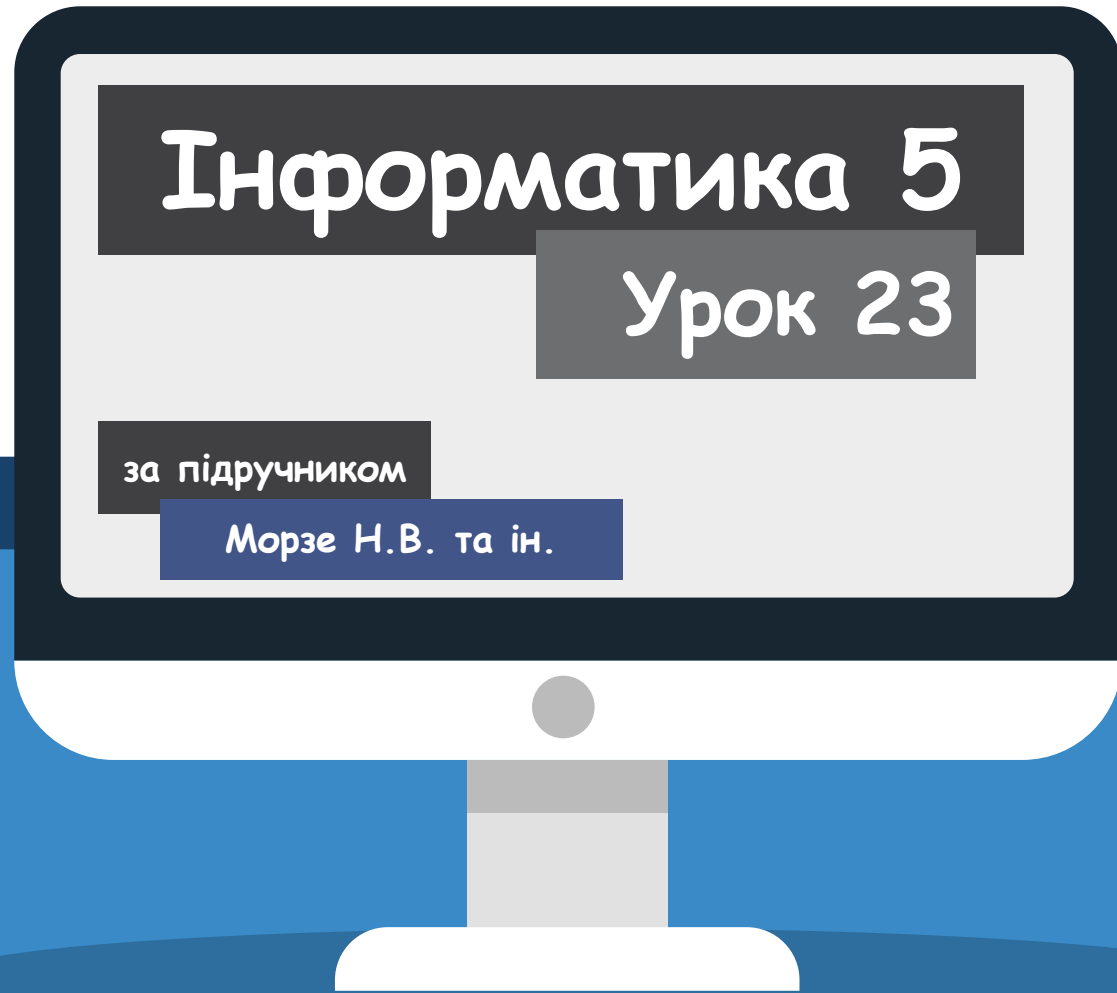 Інформатика 5
Урок 23
за підручником
Морзе Н.В. та ін.